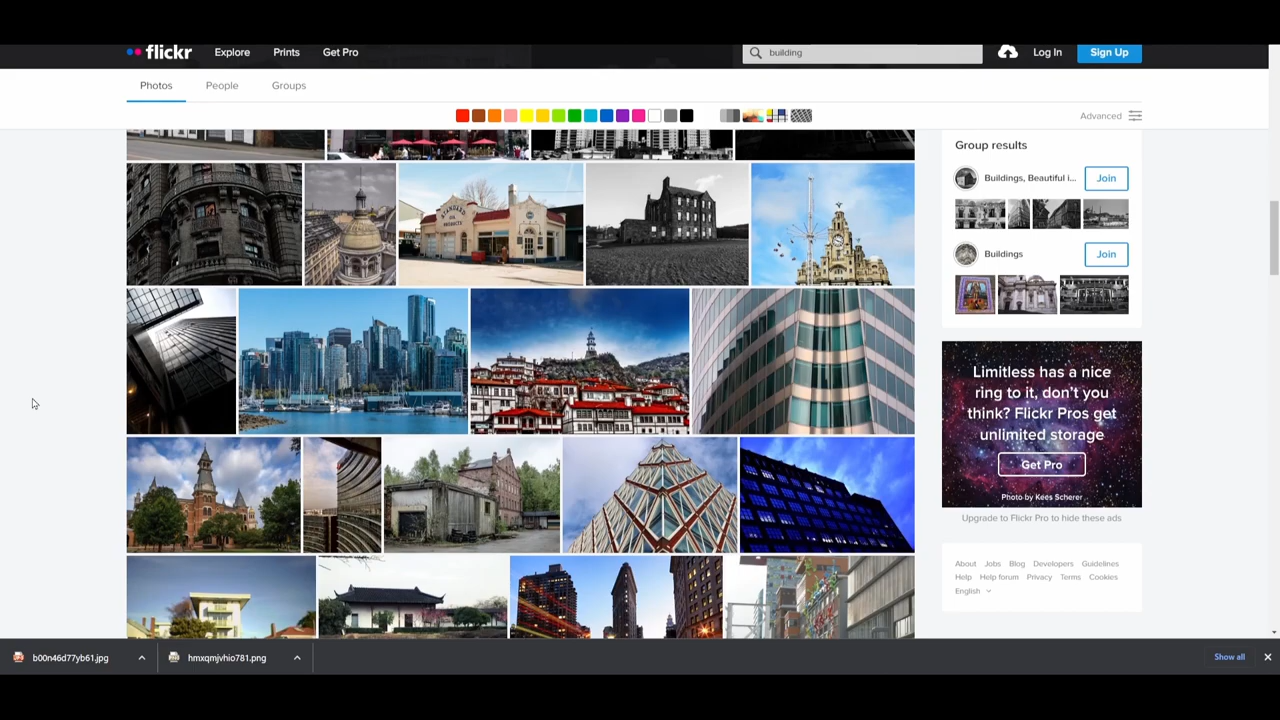 flickr Explore Prints Get Pro building Log In Sign Up
Photos People Groups
Advanced
Group results
Buildings, Beautiful i... Join
Buildings Join
STANDARD
OIL
PRODUCTS
Limitless has a nice
ring to it, don't you
think? Flickr Pros get
unlimited storage
Get Pro
Photo by Kees Scherer
Upgrade to Flickr Pro to hide these ads
About Jobs Blog Developers Guidelines
Help Help forum Privacy Terms Cookies
English
b00n46d77yb61.jpg hmxqmjvhio781.png Show all